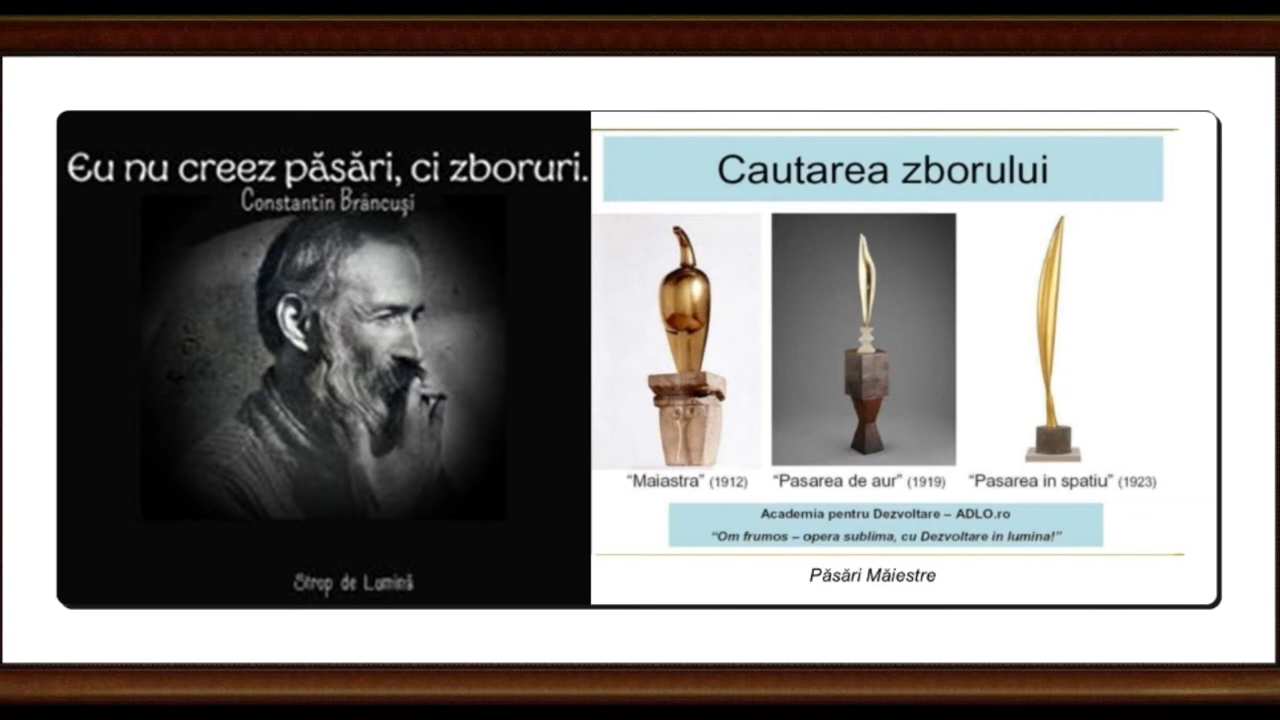 Eu nu creez păsări, ci zboruri.
Constantin Brâncuși
Strop de Lumină
Cautarea zborului
“Maiastra” (1912)
“Pasarea de aur” (1919)
“Pasarea in spatiu” (1923)
Academia pentru Dezvoltare – ADLO.ro
“Om frumos – opera sublima, cu Dezvoltare in lumina!”
Păsări Măiestre